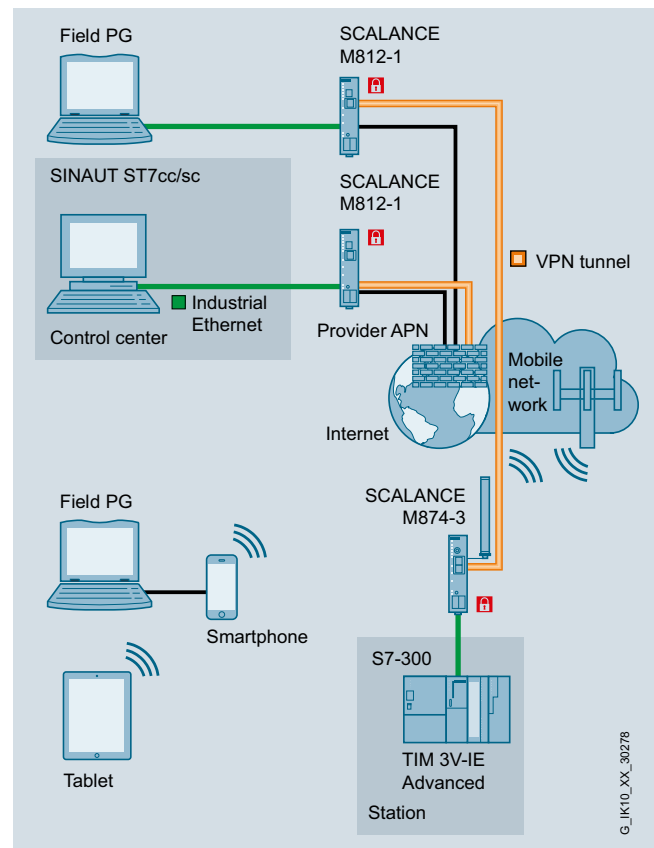 Field PG
SCALANCE
M812-1
SINAUT ST7cc/sc
SCALANCE
M812-1
VPN tunnel
Industrial
Ethernet
Control center
Provider APN
Mobile
net-
work
Internet
SCALANCE
M874-3
Field PG
Smartphone
S7-300
TIM 3V-IE
Advanced
Tablet
Station
G_IK10_XX_30278